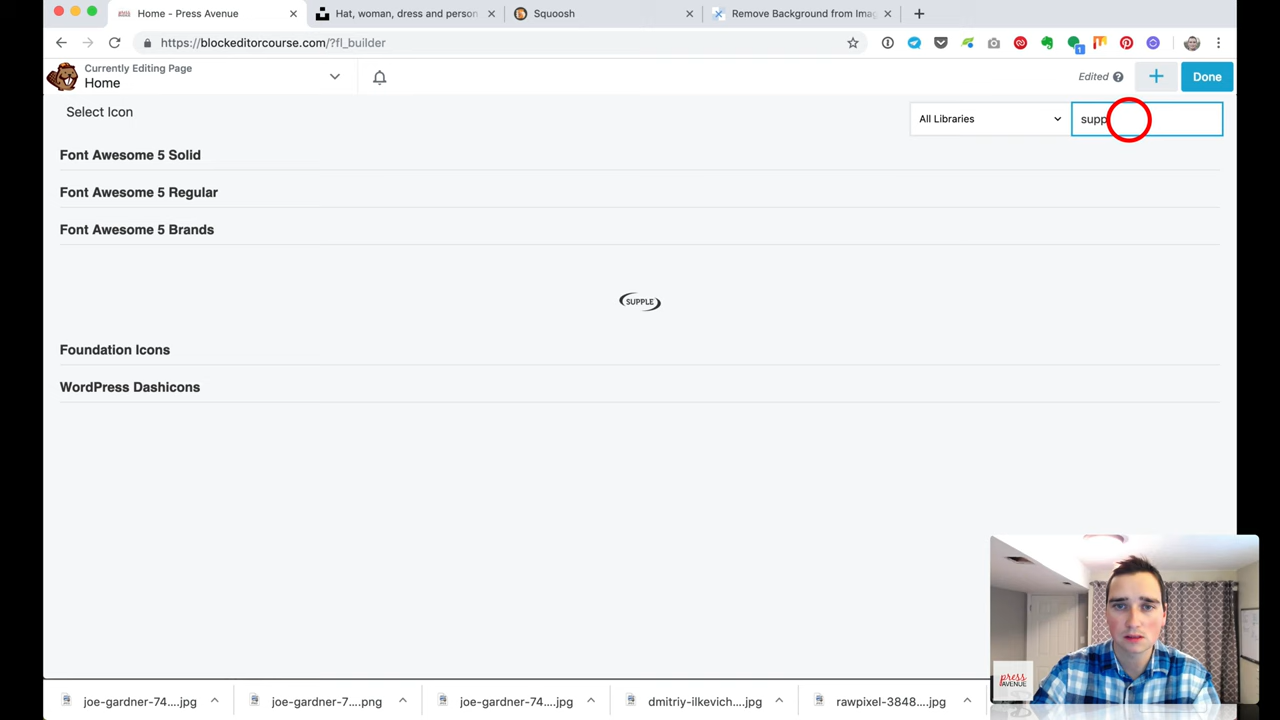 Home - Press Avenue
Hat, woman, dress and person
Squoosh
Remove Background from Imag
https://blockeditorcourse.com/?fl_builder
1
Currently Editing Page
Home
Edited
Done
Select Icon
All Libraries
supp
Font Awesome 5 Solid
Font Awesome 5 Regular
Font Awesome 5 Brands
SUPPLE
Foundation Icons
WordPress Dashicons
press
AVENUE
joe-gardner-74....jpg
joe-gardner-7....png
joe-gardner-74....jpg
dmitriy-ilkevich....jpg
rawpixel-3848....jpg